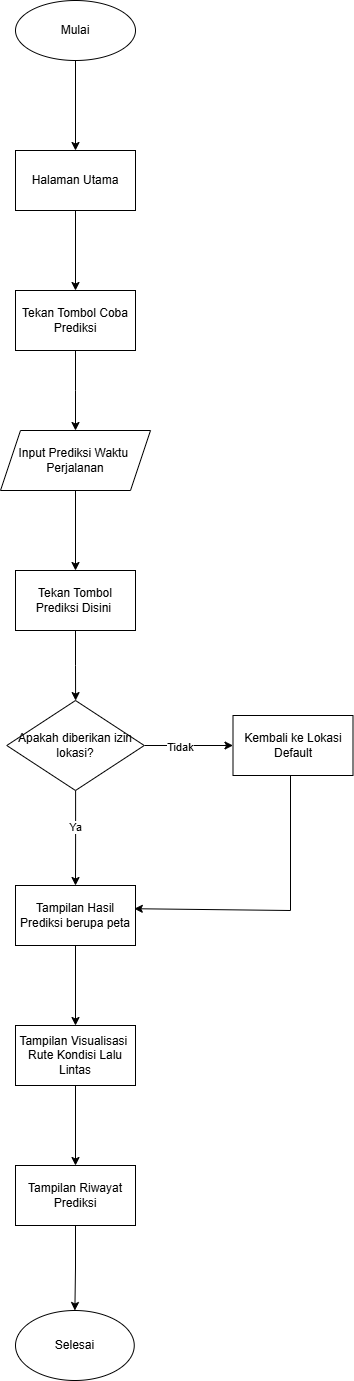 Mulai
Halaman Utama
Tekan Tombol Coba
Prediksi
Input Prediksi Waktu
Perjalanan
Tekan Tombol
Prediksi Disini
Apakah diberikan izin
lokasi?
Tidak
Kembali ke Lokasi
Default
Ya
Tampilan Hasil
Prediksi berupa peta
Tampilan Visualisasi
Rute Kondisi Lalu
Lintas
Tampilan Riwayat
Prediksi
Selesai